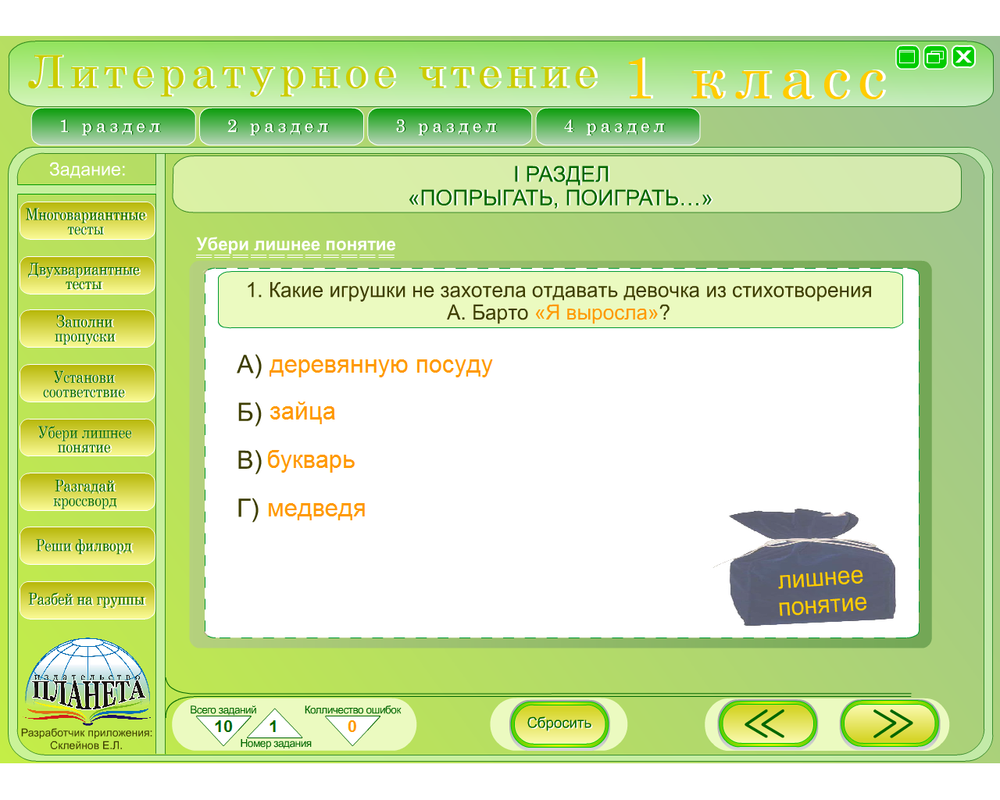 Литературное чтение 1 класс
1 раздел 2 раздел 3 раздел 4 раздел
Задание:
Многовариантные
тесты
Двухвариантные
тесты
Заполни
пропуски
Установи
соответствие
Убери лишнее
понятие
Разгадай
кроссворд
Реши филворд
Разбей на группы
издательство
ПЛАНЕТА
Разработчик приложения:
Склейнов Е.Л.
I РАЗДЕЛ
«ПОПРЫГАТЬ, ПОИГРАТЬ...»
Убери лишнее понятие
1. Какие игрушки не захотела отдавать девочка из стихотворения
А. Барто «Я выросла»?
А) деревянную посуду
Б) зайца
В) букварь
Г) медведя
лишнее
понятие
Всего заданий
10
1
Номер задания
Колличество ошибок
0
Сбросить